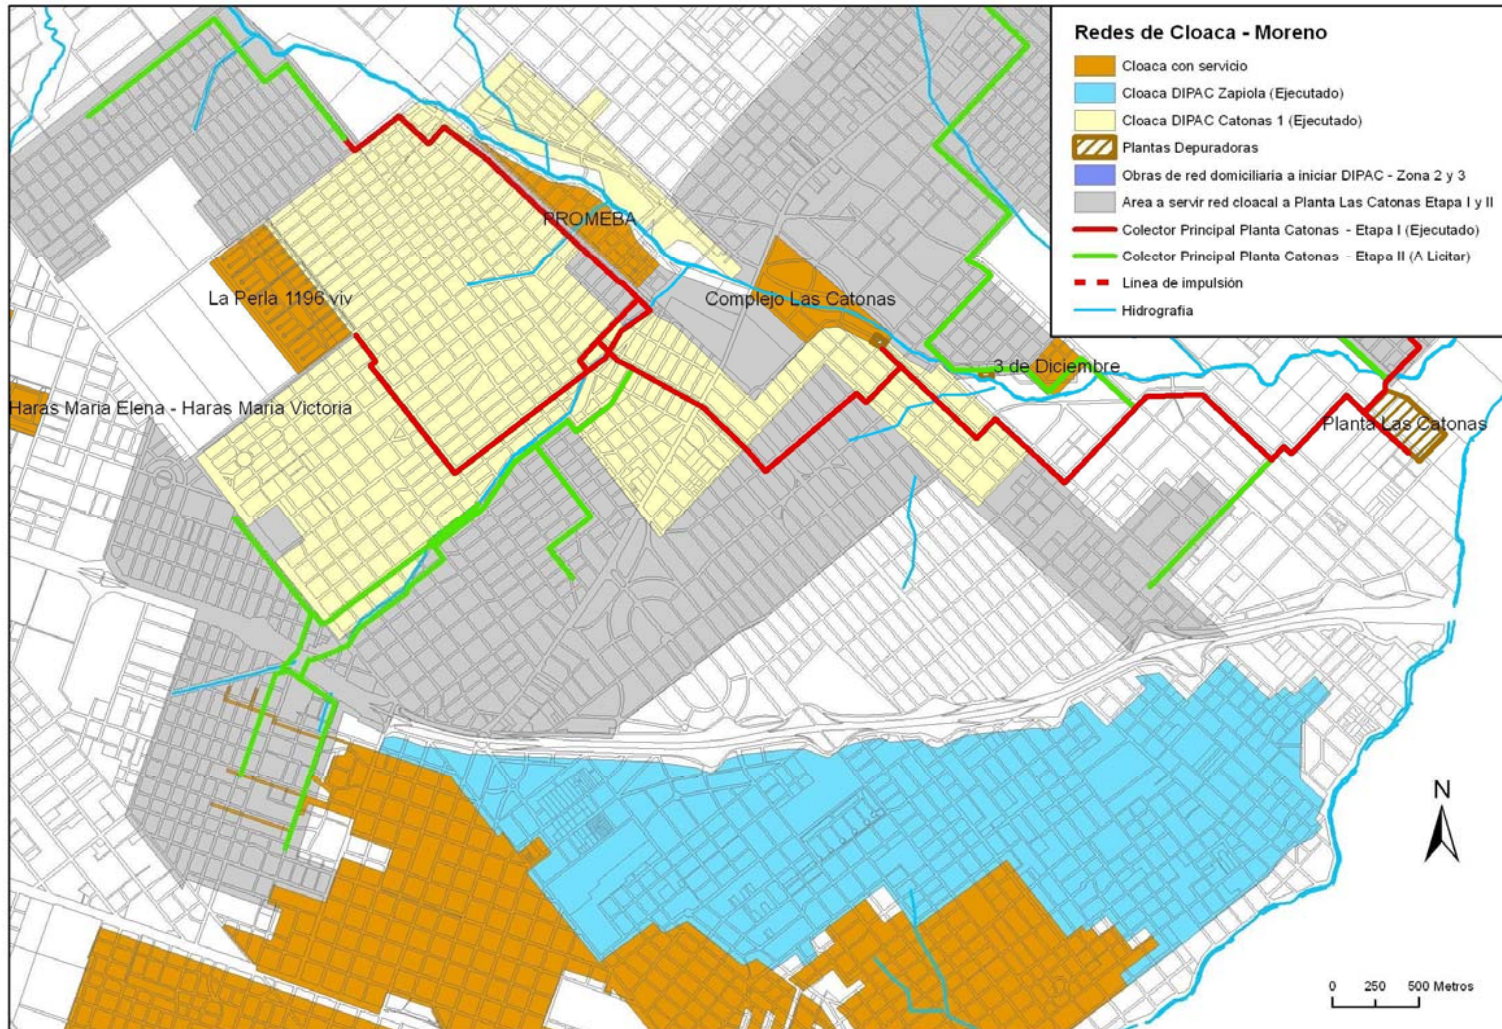 Redes de Cloaca - Moreno
Cloaca con servicio
Cloaca DIPAC Zapiola (Ejecutado)
Cloaca DIPAC Catonas 1 (Ejecutado)
Plantas Depuradoras
Obras de red domiciliaria a iniciar DIPAC - Zona 2 y 3
Area a servir red cloacal a Planta Las Catonas Etapa I y II
Colector Principal Planta Catonas - Etapa I (Ejecutado)
Colector Principal Planta Catonas - Etapa II (A Licitar)
Linea de impulsión
Hidrografia
PROMEBA
La Perla 1196 viv
Complejo Las Catonas
3 de Diciembre
Haras Maria Elena - Haras Maria Victoria
Planta Las Catonas
N
0 250 500 Metros